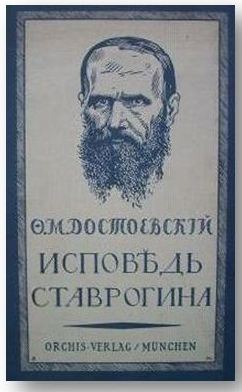 Ѳ.М.ДОСТОЕВСКІЙ
ИСПОВѢДЬ
СТАВРОГИНА
ORCHIS-VERLAG / MÜNCHEN